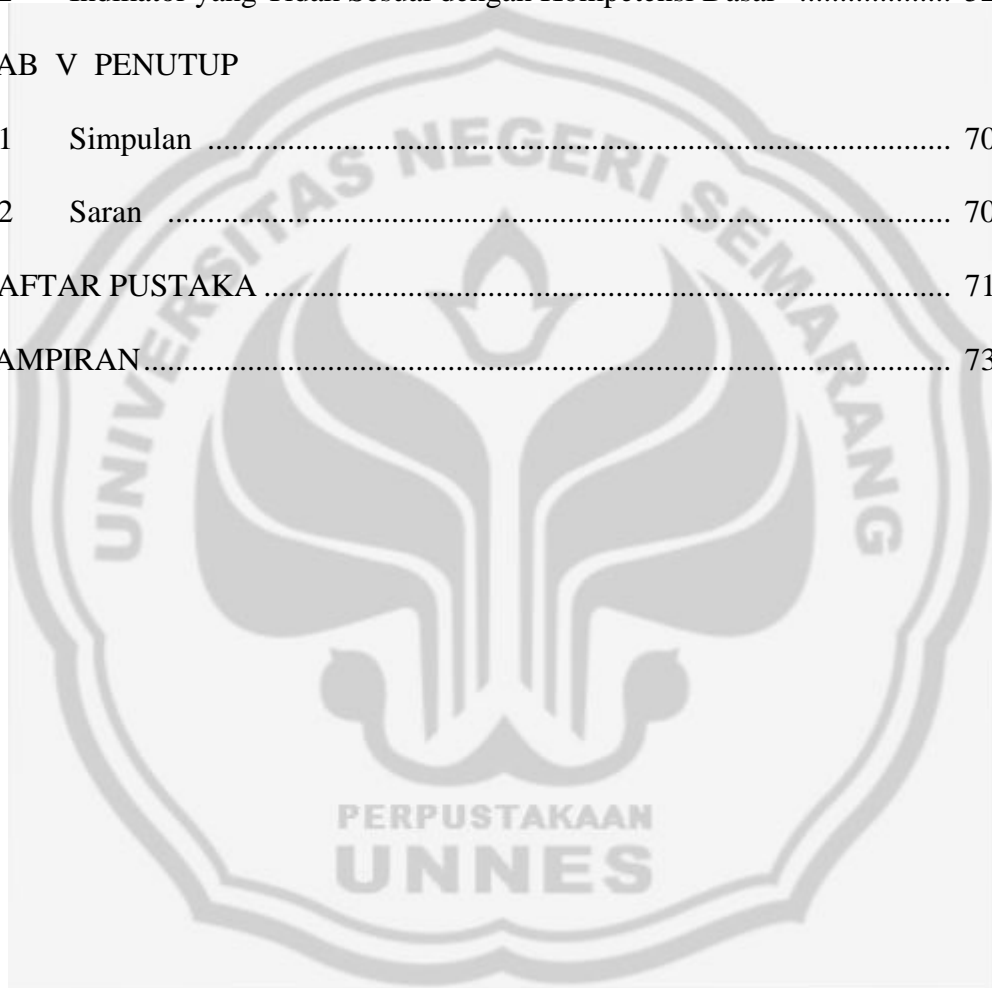 Indikator yang Tidak Sesuai dengan Kompetensi Dasar ..................
AB V PENUTUP
1 Simpulan .......................................................................................... 70
2 Saran ............................................................................................... 70
AFTAR PUSTAKA ................................................................................... 71
AMPIRAN ................................................................................................. 73
UNIVERSITAS NEGERI SEMARANG
PERPUSTAKAAN
UNNES